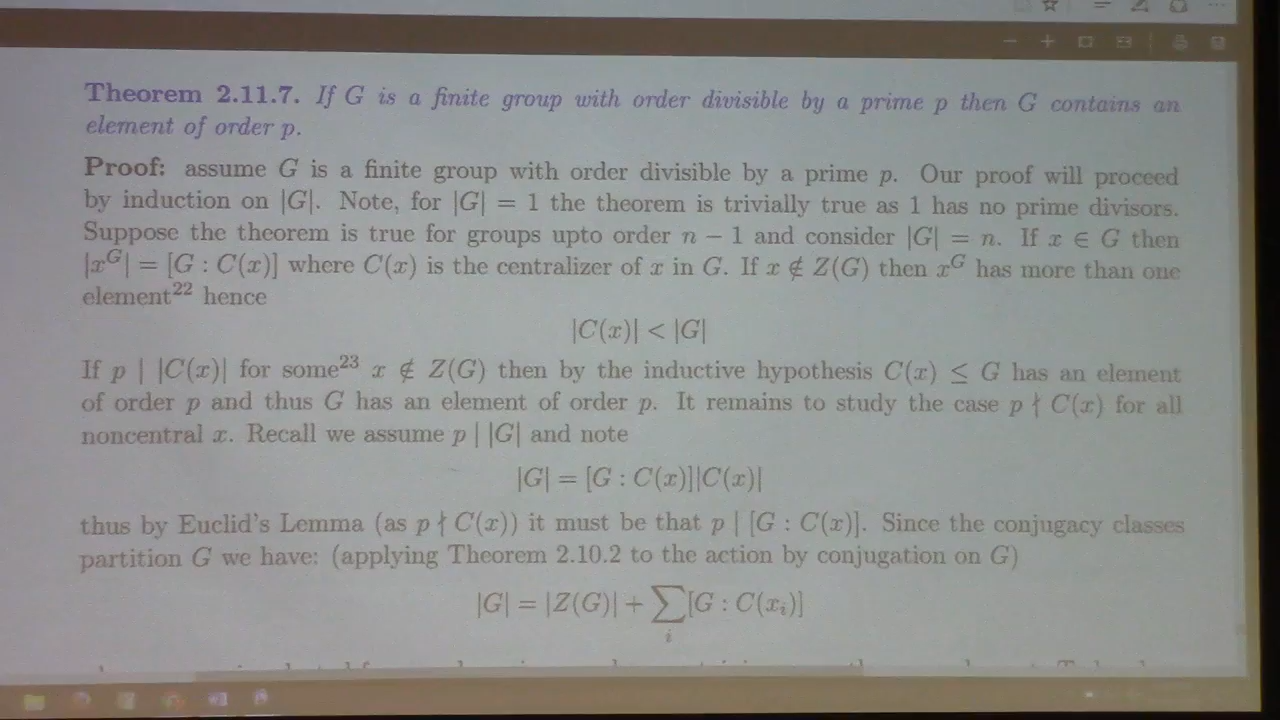 Theorem 2.11.7. If G is a finite group with order divisible by a prime p then G contains an
element of order p.
Proof: assume G is a finite group with order divisible by a prime p. Our proof will proceed
by induction on |G|. Note, for |G| = 1 the theorem is trivially true as 1 has no prime divisors.
Suppose the theorem is true for groups upto order n − 1 and consider |G| = n. If x ∈ G then
|x^G| = [G : C(x)] where C(x) is the centralizer of x in G. If x ∉ Z(G) then x^G has more than one
element²² hence
|C(x)| < |G|
If p | |C(x)| for some²³ x ∉ Z(G) then by the inductive hypothesis C(x) ≤ G has an element
of order p and thus G has an element of order p. It remains to study the case p ∤ C(x) for all
noncentral x. Recall we assume p | |G| and note
|G| = [G : C(x)]|C(x)|
thus by Euclid's Lemma (as p ∤ C(x)) it must be that p | [G : C(x)]. Since the conjugacy classes
partition G we have: (applying Theorem 2.10.2 to the action by conjugation on G)
|G| = |Z(G)| + ∑_i [G : C(x_i)]